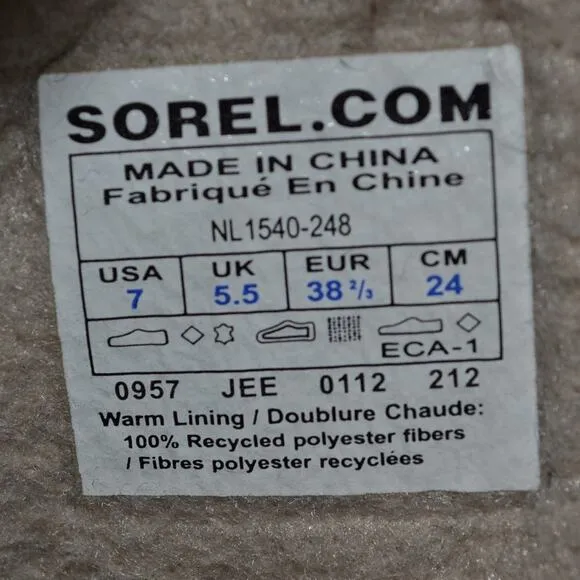 SOREL.COM
MADE IN CHINA
Fabriqué En Chine
NL1540-248
USA UK EUR CM
7 5.5 38 ²/₃ 24
ECA-1
0957 JEE 0112 212
Warm Lining / Doublure Chaude:
100% Recycled polyester fibers
/ Fibres polyester recyclées